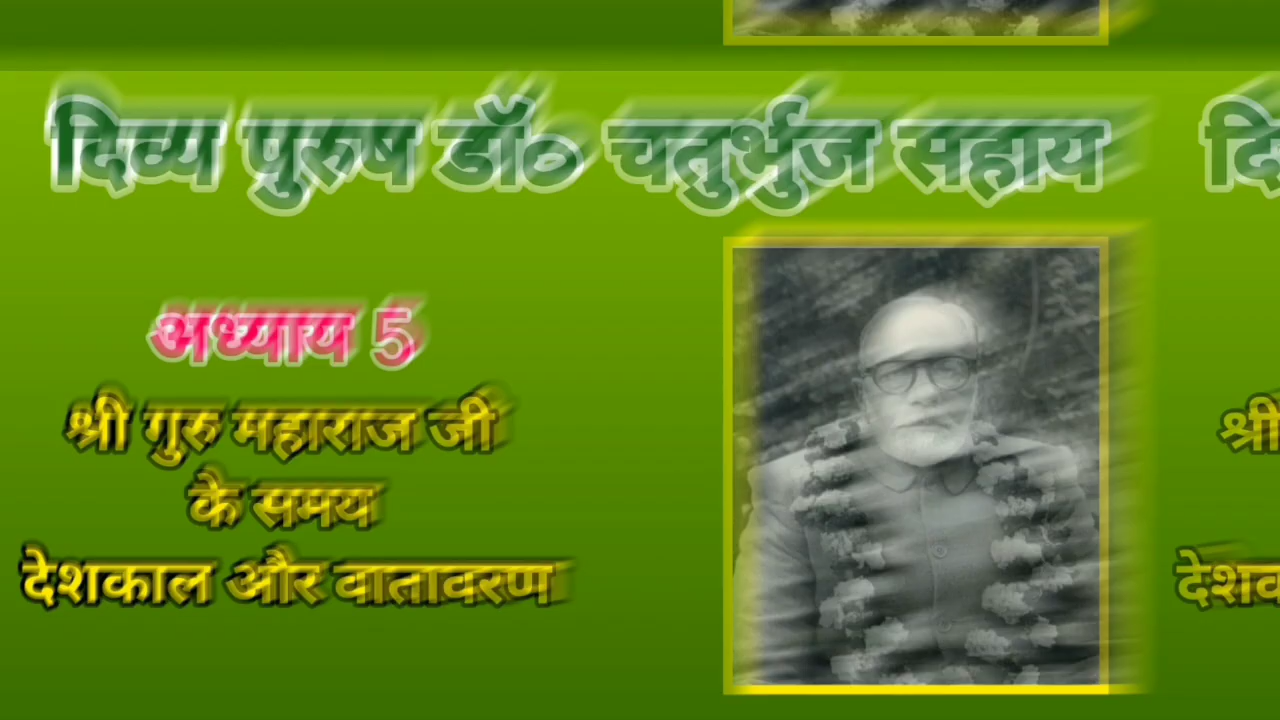 दिव्य पुरुष डॉ० चतुर्भुज सहाय
अध्याय 5
श्री गुरु महाराज जी
कै समय
देशकाल और वातावरण